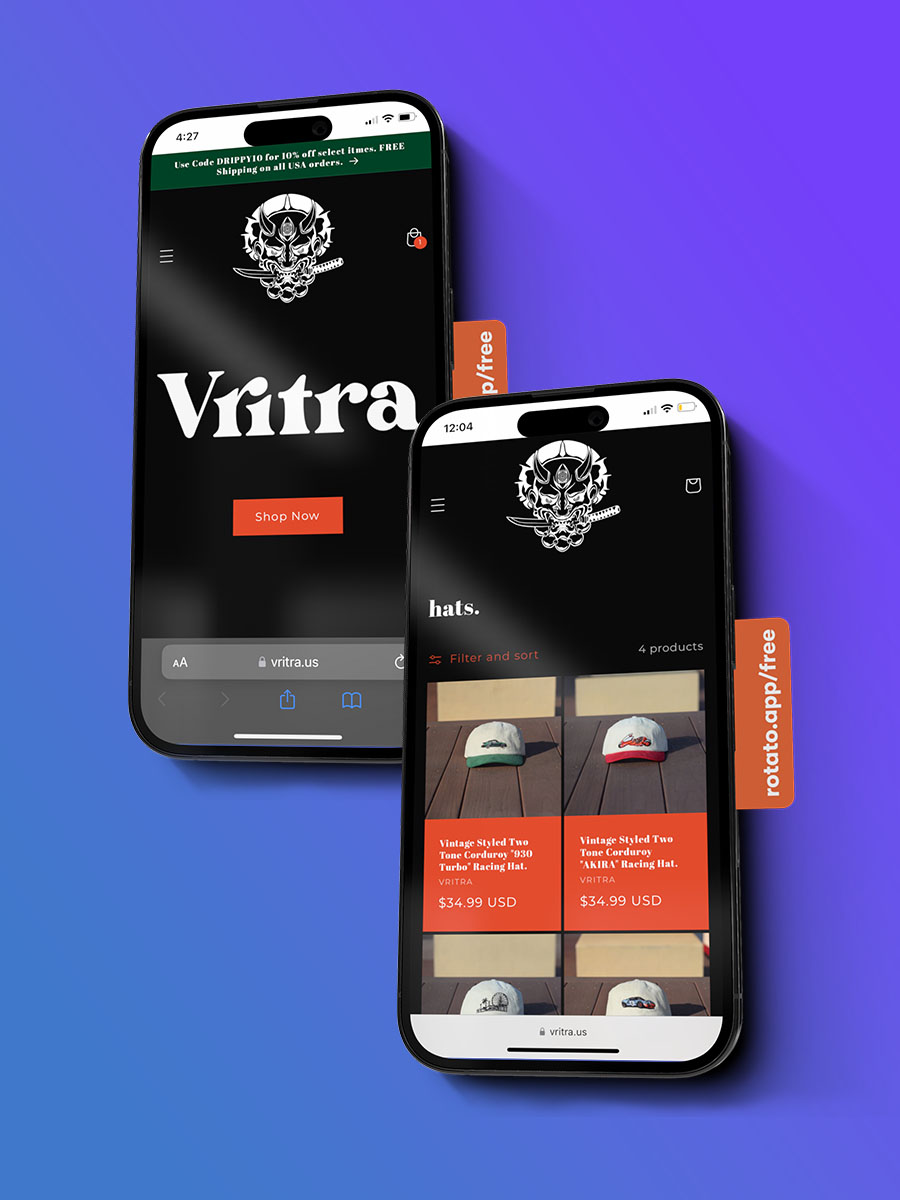 4:27
Use Code DRIPPY10 for 10% off select itmes. FREE
Shipping on all USA orders. →
1
Vritra
Shop Now
AA
vritra.us
p/free
12:04
hats.
Filter and sort
4 products
Vintage Styled Two
Tone Corduroy "930
Turbo" Racing Hat.
VRITRA
$34.99 USD
Vintage Styled Two
Tone Corduroy
"AKIRA" Racing Hat.
VRITRA
$34.99 USD
vritra.us
rotato.app/free